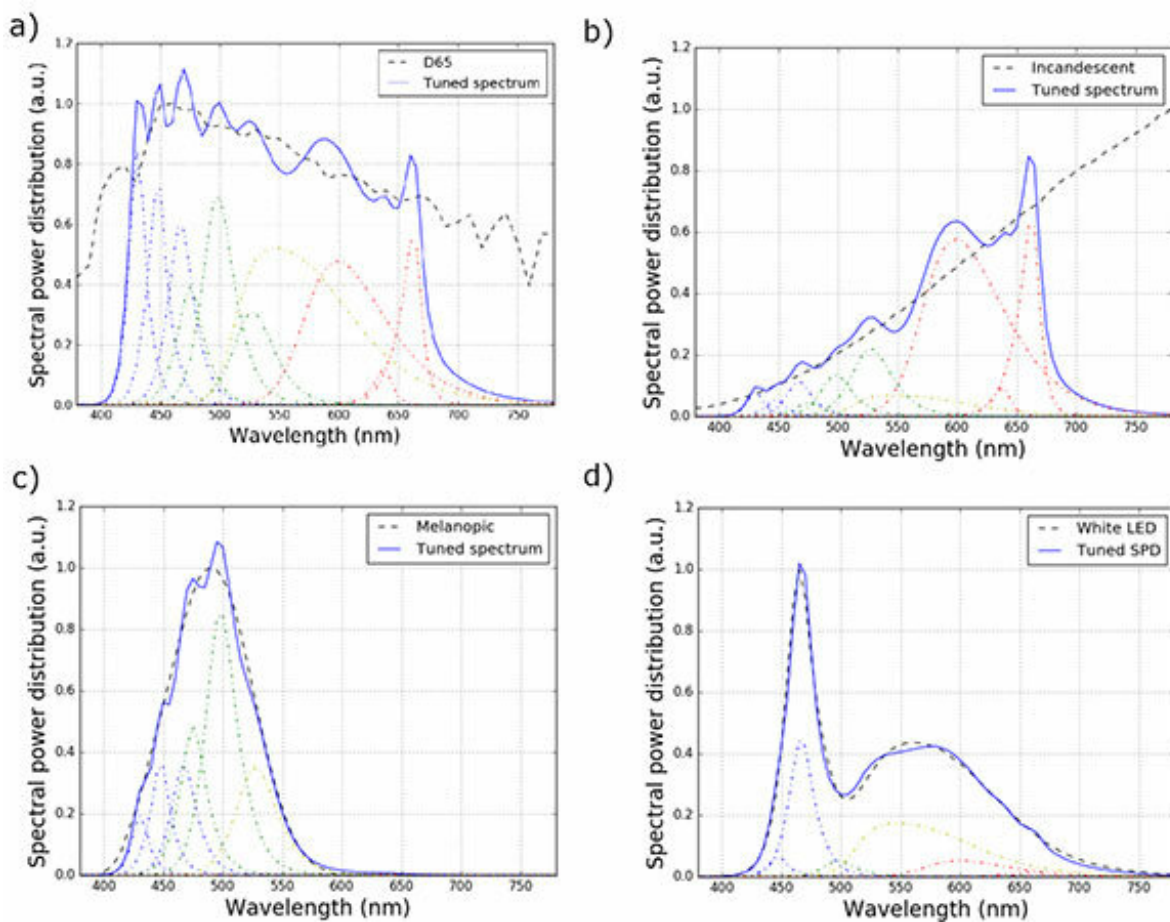 a)
1.2
1.0
0.8
0.6
0.4
0.2
0.0
Spectral power distribution (a.u.)
D65
Tuned spectrum
400 450 500 550 600 650 700 750
Wavelength (nm)
b)
1.2
1.0
0.8
0.6
0.4
0.2
0.0
Spectral power distribution (a.u.)
Incandescent
Tuned spectrum
400 450 500 550 600 650 700 750
Wavelength (nm)
c)
1.2
1.0
0.8
0.6
0.4
0.2
0.0
Spectral power distribution (a.u.)
Melanopic
Tuned spectrum
400 450 500 550 600 650 700 750
Wavelength (nm)
d)
1.2
1.0
0.8
0.6
0.4
0.2
0.0
Spectral power distribution (a.u.)
White LED
Tuned SPD
400 450 500 550 600 650 700 750
Wavelength (nm)